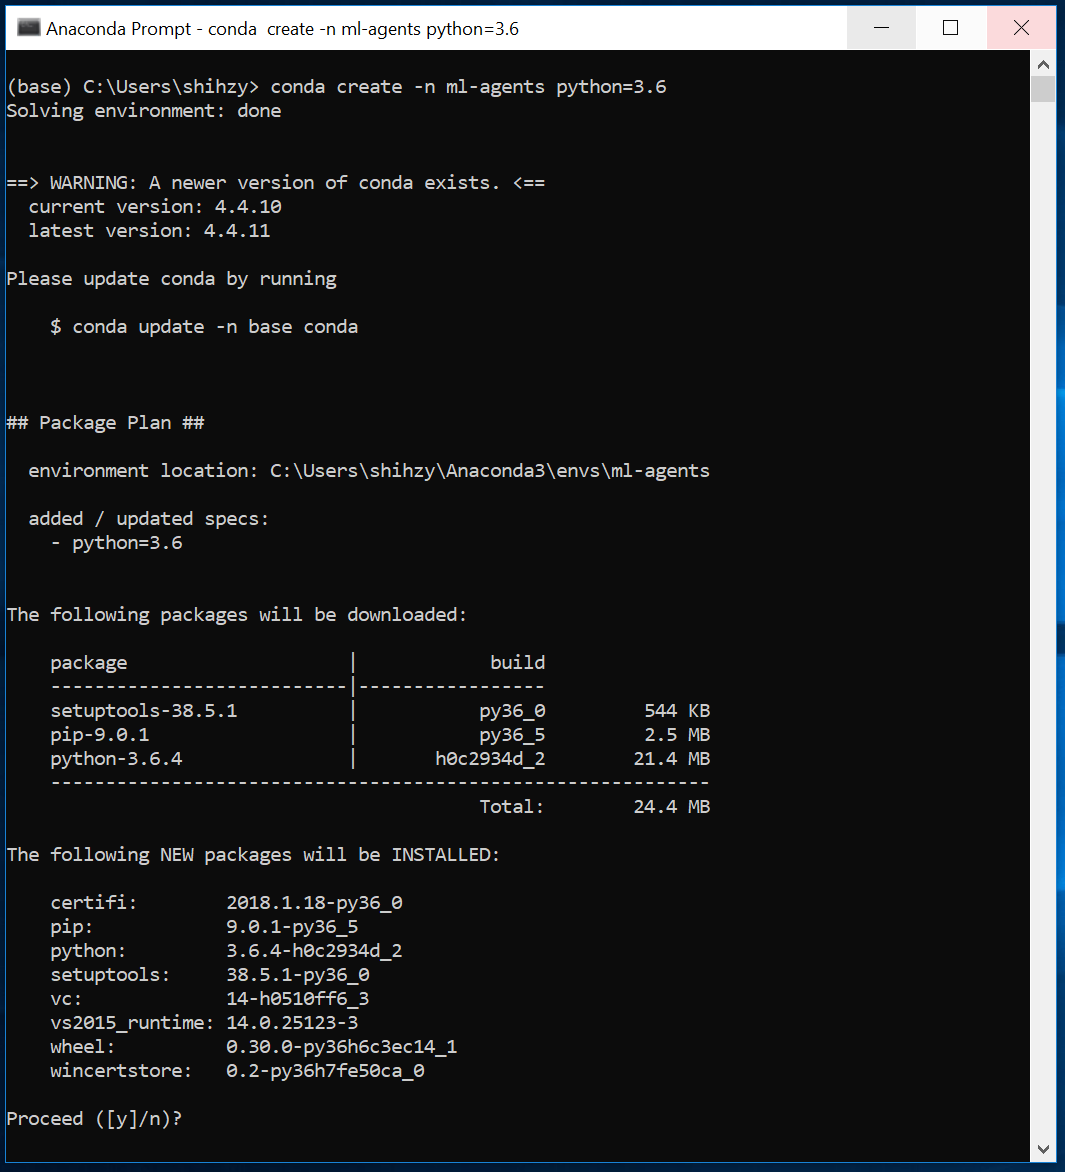 Anaconda Prompt - conda  create -n ml-agents python=3.6
(base) C:\Users\shihzy> conda create -n ml-agents python=3.6
Solving environment: done
==> WARNING: A newer version of conda exists. <==
  current version: 4.4.10
  latest version: 4.4.11
Please update conda by running
    $ conda update -n base conda
## Package Plan ##
  environment location: C:\Users\shihzy\Anaconda3\envs\ml-agents
  added / updated specs:
    - python=3.6
The following packages will be downloaded:
    package                    |            build
    ---------------------------|-----------------
    setuptools-38.5.1          |           py36_0         544 KB
    pip-9.0.1                  |           py36_5         2.5 MB
    python-3.6.4               |       h0c2934d_2        21.4 MB
    ------------------------------------------------------------
                                           Total:        24.4 MB
The following NEW packages will be INSTALLED:
    certifi:        2018.1.18-py36_0
    pip:            9.0.1-py36_5
    python:         3.6.4-h0c2934d_2
    setuptools:     38.5.1-py36_0
    vc:             14-h0510ff6_3
    vs2015_runtime: 14.0.25123-3
    wheel:          0.30.0-py36h6c3ec14_1
    wincertstore:   0.2-py36h7fe50ca_0
Proceed ([y]/n)?